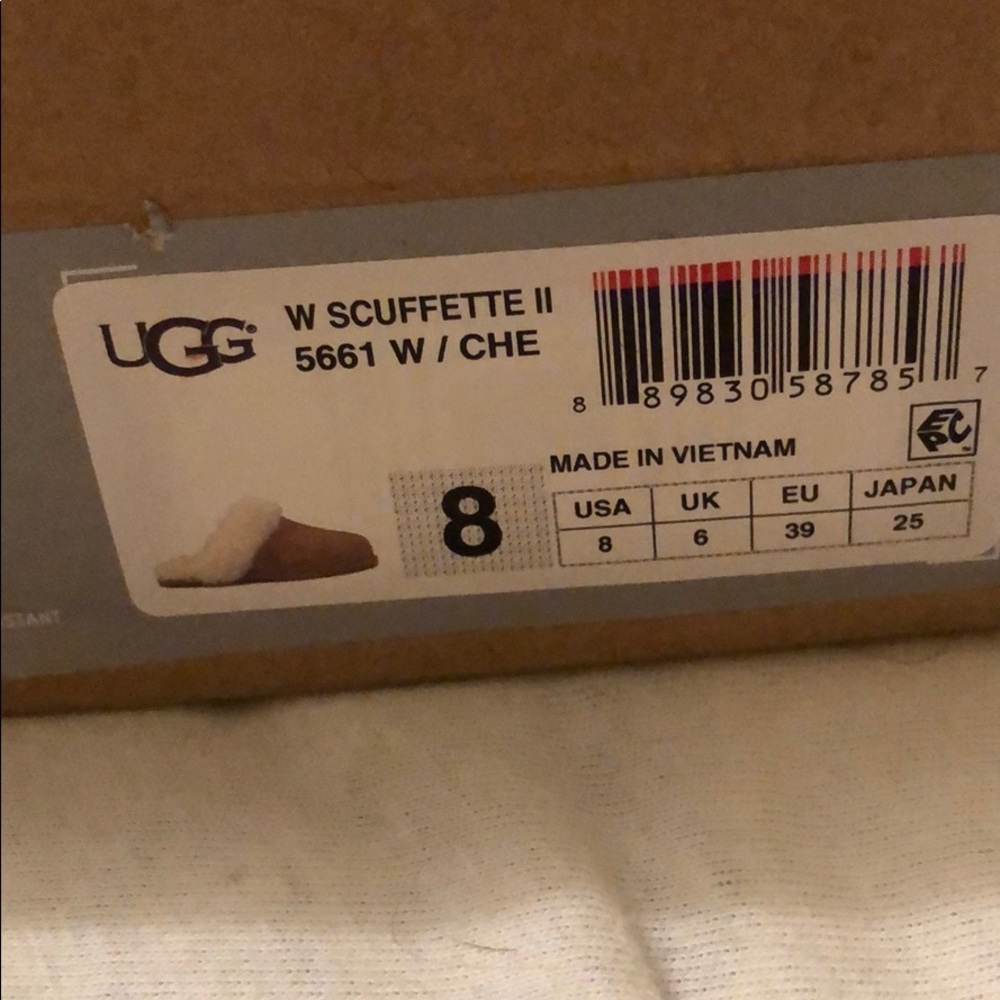 UGG
W SCUFFETTE II
5661 W / CHE
8 89830 58785 7
EPC
MADE IN VIETNAM
8
USA UK EU JAPAN
8 6 39 25